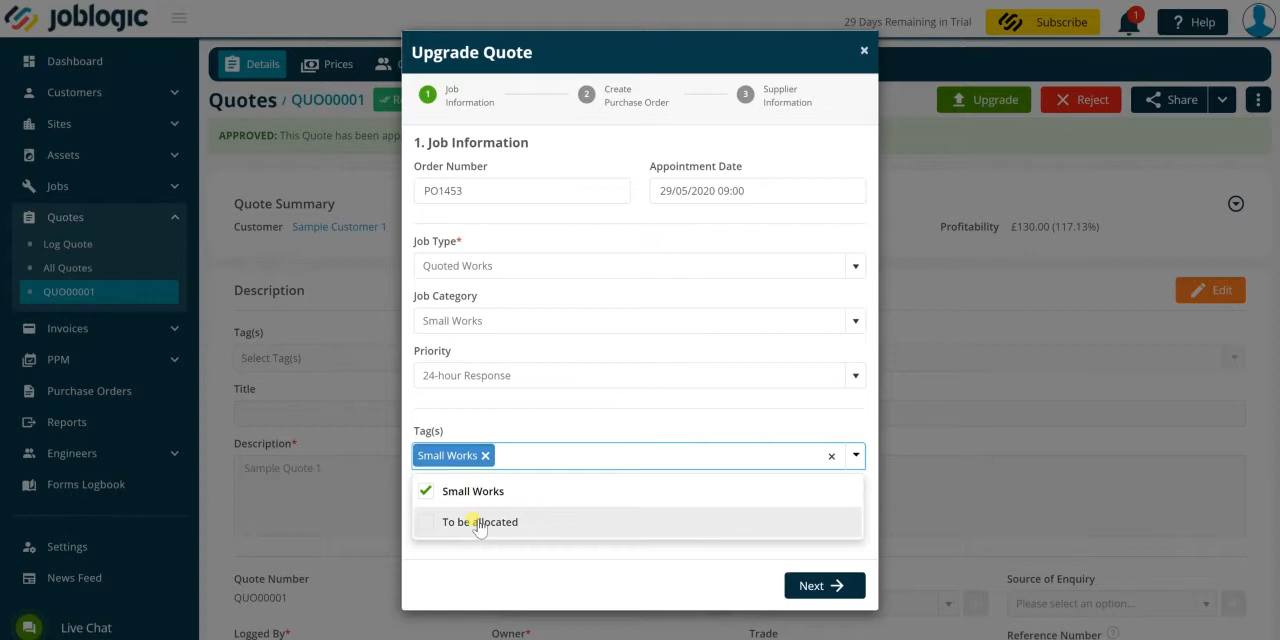 joblogic
29 Days Remaining in Trial
Subscribe
1
Help
Dashboard
Customers
Sites
Assets
Jobs
Quotes
Log Quote
All Quotes
QUO00001
Invoices
PPM
Purchase Orders
Reports
Engineers
Forms Logbook
Settings
News Feed
Live Chat
Details
Prices
Quotes / QUO00001
Upgrade
Reject
Share
APPROVED: This Quote has been app
Quote Summary
Customer Sample Customer 1
Profitability £130.00 (117.13%)
Description
Edit
Tag(s)
Select Tag(s)
Title
Description*
Sample Quote 1
Quote Number
QUO00001
Source of Enquiry
Please select an option...
Logged By*
Owner*
Trade
Reference Number
Upgrade Quote
1 Job Information
2 Create Purchase Order
3 Supplier Information
1. Job Information
Order Number
PO1453
Appointment Date
29/05/2020 09:00
Job Type*
Quoted Works
Job Category
Small Works
Priority
24-hour Response
Tag(s)
Small Works
Small Works
To be allocated
Next